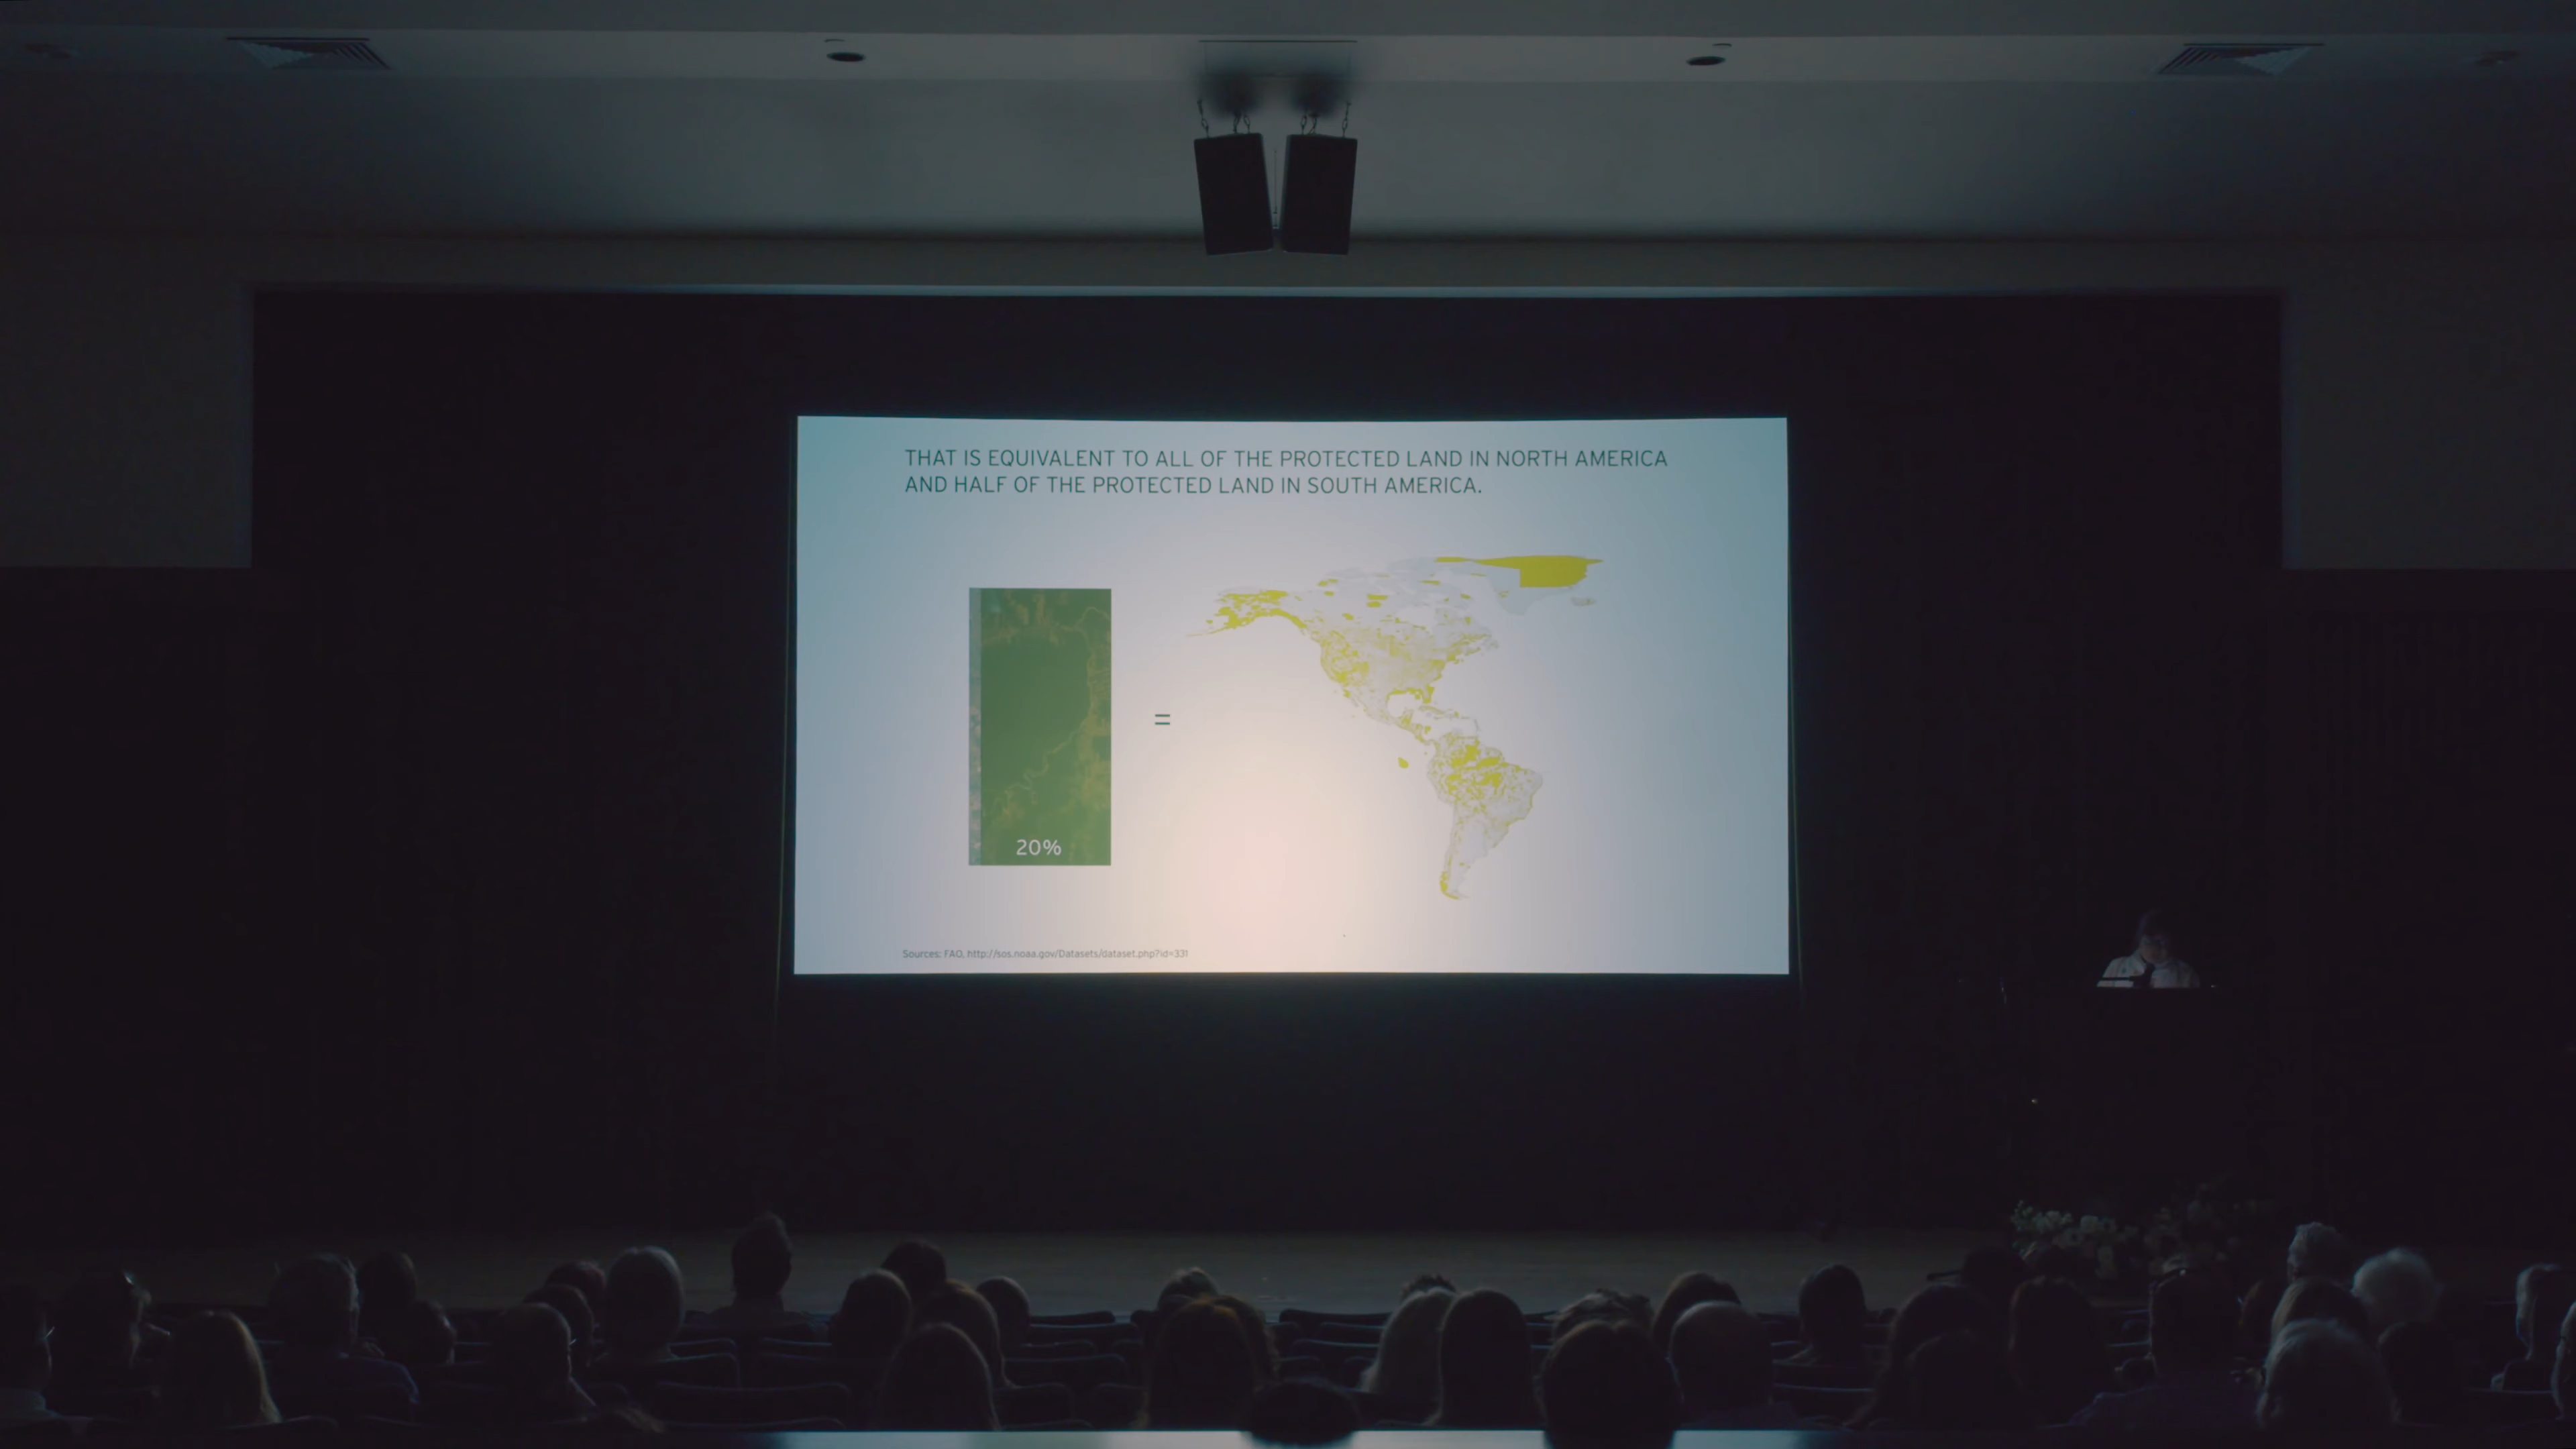 THAT IS EQUIVALENT TO ALL OF THE PROTECTED LAND IN NORTH AMERICA
AND HALF OF THE PROTECTED LAND IN SOUTH AMERICA.
=
20%
Sources: FAO, http://sos.noaa.gov/Datasets/dataset.php?id=331